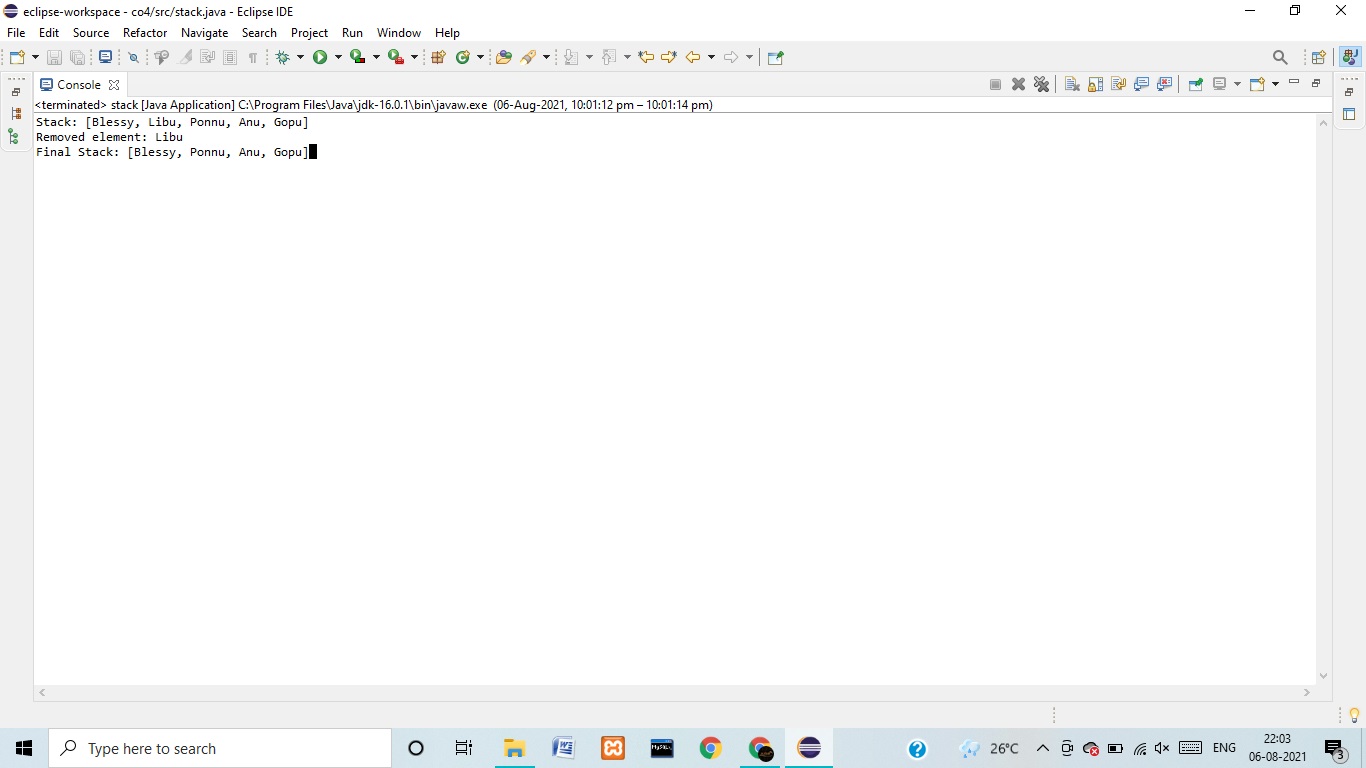 eclipse-workspace - co4/src/stack.java - Eclipse IDE
File Edit Source Refactor Navigate Search Project Run Window Help
Console
<terminated> stack [Java Application] C:\Program Files\Java\jdk-16.0.1\bin\javaw.exe (06-Aug-2021, 10:01:12 pm – 10:01:14 pm)
Stack: [Blessy, Libu, Ponnu, Anu, Gopu]
Removed element: Libu
Final Stack: [Blessy, Ponnu, Anu, Gopu]
Type here to search
MySQL
26°C
ENG
22:03
06-08-2021
3